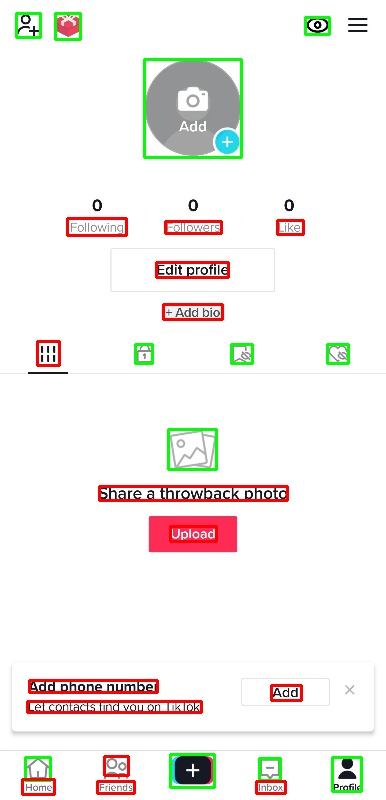 Add
0
0
0
Following
Followers
Like
Edit profile
+ Add bio
Share a throwback photo
Upload
Add phone number
Let contacts find you on TikTok
Add
Home
Friends
Inbox
Profile